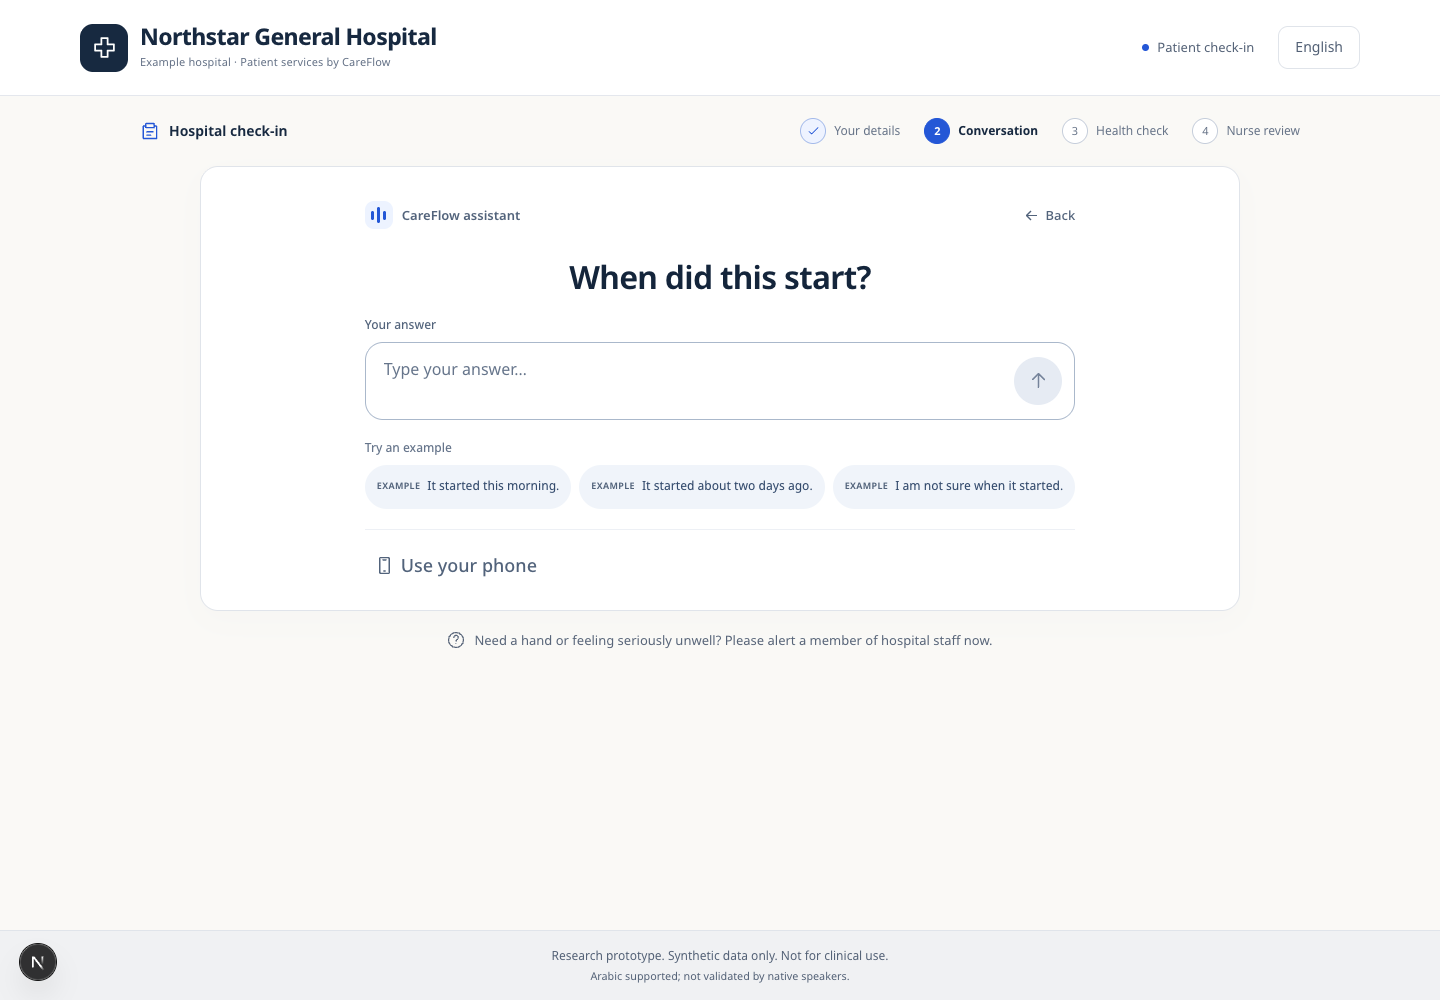 Northstar General Hospital
Example hospital · Patient services by CareFlow
Patient check-in
English
Hospital check-in
Your details
2 Conversation
3 Health check
4 Nurse review
CareFlow assistant
Back
When did this start?
Your answer
Type your answer...
Try an example
EXAMPLE It started this morning.
EXAMPLE It started about two days ago.
EXAMPLE I am not sure when it started.
Use your phone
Need a hand or feeling seriously unwell? Please alert a member of hospital staff now.
Research prototype. Synthetic data only. Not for clinical use.
Arabic supported; not validated by native speakers.
N